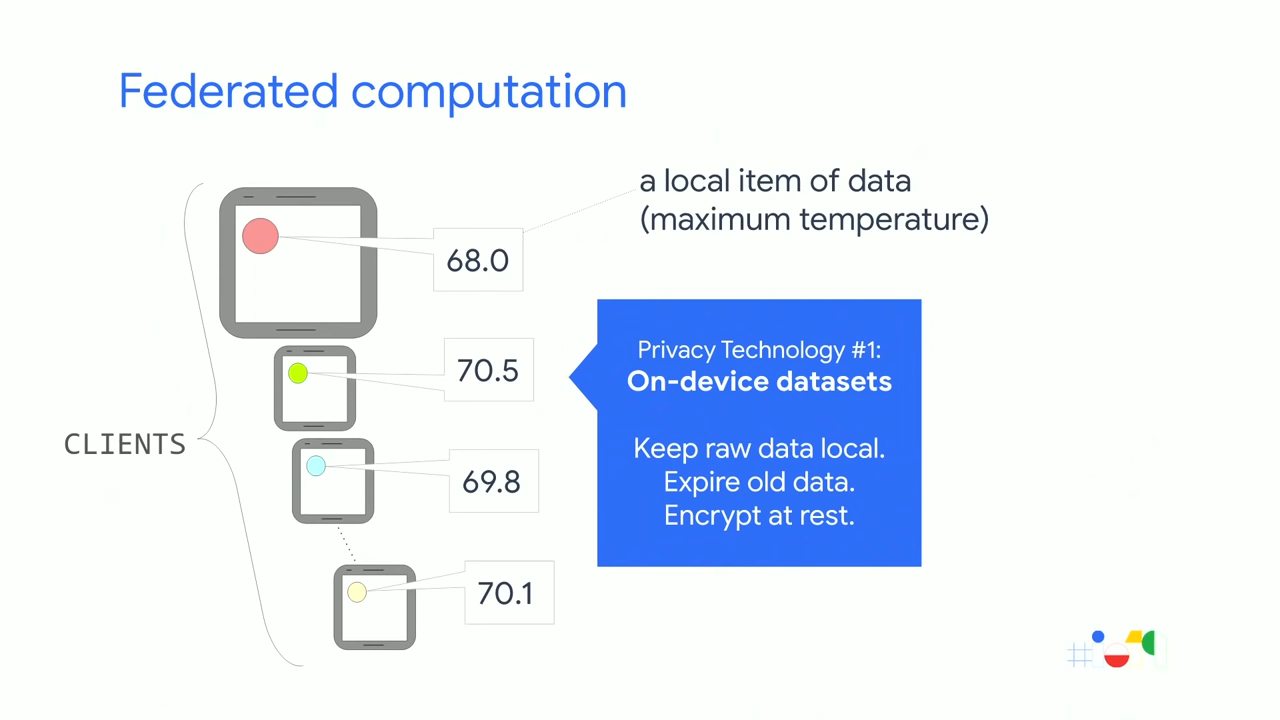 Federated computation
a local item of data
(maximum temperature)
68.0
70.5
Privacy Technology #1:
On-device datasets
CLIENTS
Keep raw data local.
69.8
Expire old data.
Encrypt at rest.
70.1